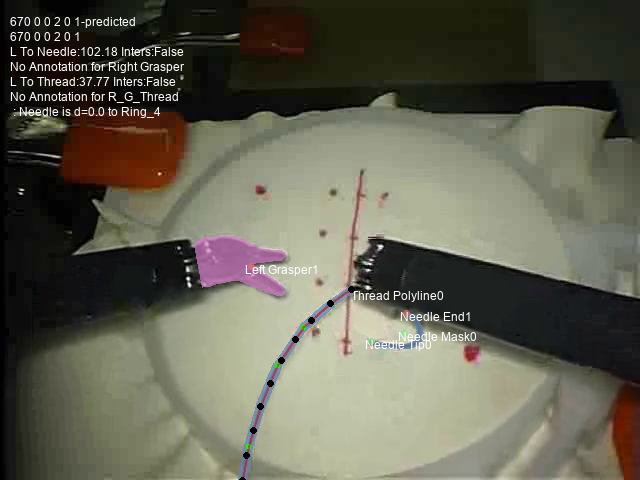 670 0 0 2 0 1-predicted
670 0 0 2 0 1
L To Needle:102.18 Inters:False
No Annotation for Right Grasper
L To Thread:37.77 Inters:False
No Annotation for R_G_Thread
: Needle is d=0.0 to Ring_4
Left Grasper1
Thread Polyline0
Needle End1
Needle Mask0
Needle Tip0